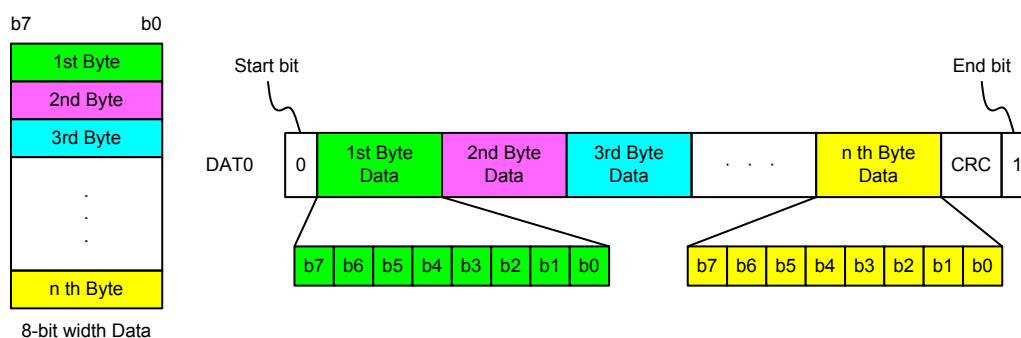 b7 b0
1st Byte
2nd Byte
3rd Byte
.
.
.
n th Byte
8-bit width Data
Start bit
End bit
DAT0
0
1st Byte
Data
2nd Byte
Data
3rd Byte
Data
. . .
n th Byte
Data
CRC
1
b7 b6 b5 b4 b3 b2 b1 b0
b7 b6 b5 b4 b3 b2 b1 b0